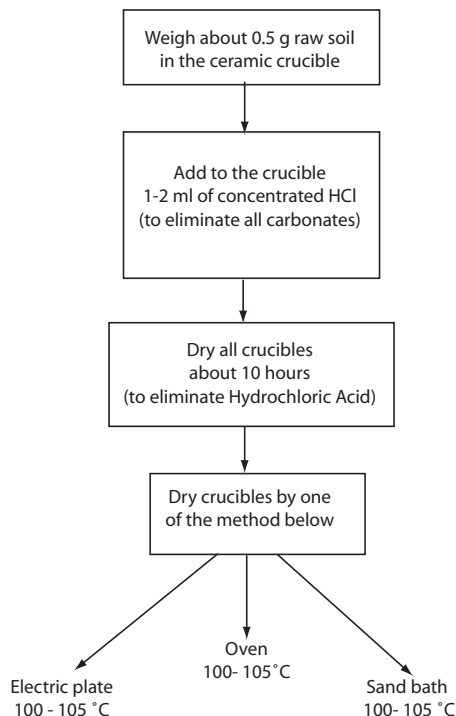 Weigh about 0.5 g raw soil
in the ceramic crucible
Add to the crucible
1-2 ml of concentrated HCl
(to eliminate all carbonates)
Dry all crucibles
about 10 hours
(to eliminate Hydrochloric Acid)
Dry crucibles by one
of the method below
Electric plate
100 - 105 ˚C
Oven
100- 105˚C
Sand bath
100- 105 ˚C